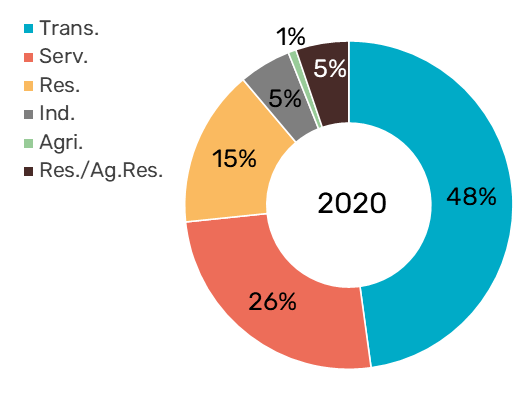 Trans.
Serv.
Res.
Ind.
Agri.
Res./Ag.Res.
1%
5%
5%
15%
48%
2020
26%